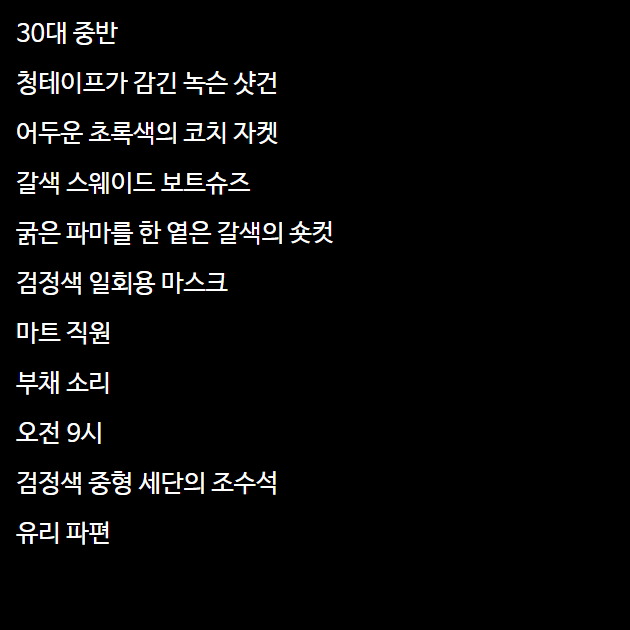 30대 중반
청테이프가 감긴 녹슨 샷건
어두운 초록색의 코치 자켓
갈색 스웨이드 보트슈즈
굵은 파마를 한 옅은 갈색의 숏컷
검정색 일회용 마스크
마트 직원
부채 소리
오전 9시
검정색 중형 세단의 조수석
유리 파편